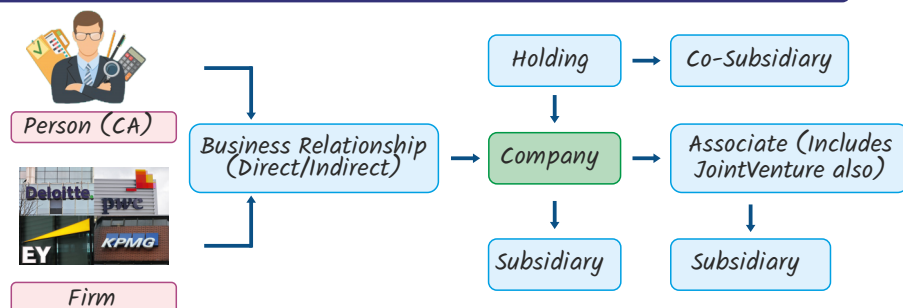 Person (CA)
Deloitte
pwc
EY
KPMG
Firm
Business Relationship
(Direct/Indirect)
Holding
Co-Subsidiary
Company
Associate (Includes
JointVenture also)
Subsidiary
Subsidiary